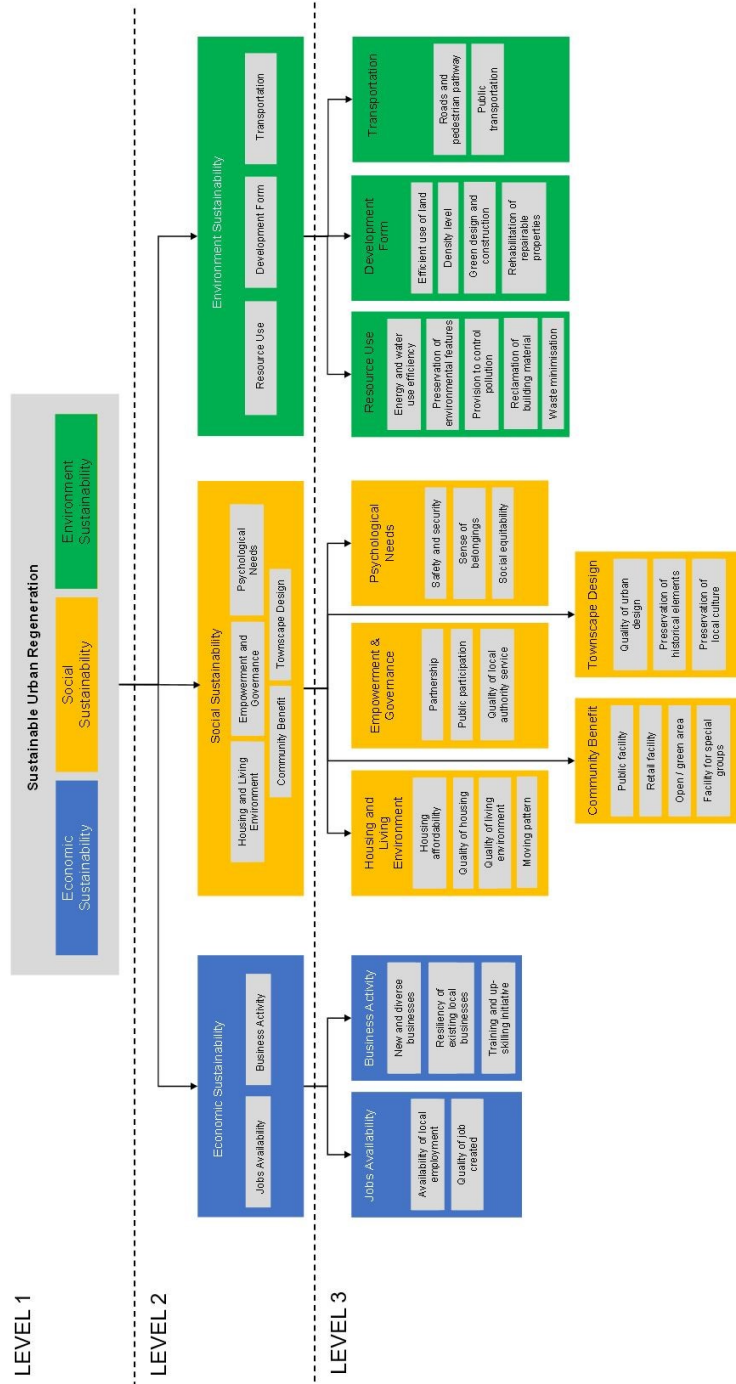 LEVEL 1
Sustainable Urban Regeneration
Economic
Sustainability
Social
Sustainability
Environment
Sustainability
LEVEL 2
Economic Sustainability
Jobs Availability
Business Activity
Social Sustainability
Housing and Living
Environment
Empowerment and
Governance
Psychological
Needs
Community Benefit
Townscape Design
Environment Sustainability
Resource Use
Development Form
Transportation
LEVEL 3
Jobs Availability
Availability of local
employment
Quality of job
created
Business Activity
New and diverse
businesses
Resiliency of
existing local
businesses
Training and up-
skilling initiative
Housing and
Living
Environment
Housing
affordability
Quality of housing
Quality of living
environment
Moving pattern
Empowerment &
Governance
Partnership
Public participation
Quality of local
authority service
Psychological
Needs
Safety and security
Sense of
belongings
Social equitability
Resource Use
Energy and water
use efficiency
Preservation of
environmental features
Provision to control
pollution
Reclamation of
building material
Waste minimisation
Development
Form
Efficient use of land
Density level
Green design and
construction
Rehabilitation of
repairable
properties
Transportation
Roads and
pedestrian pathway
Public
transportation
Community Benefit
Public facility
Retail facility
Open / green area
Facility for special
groups
Townscape Design
Quality of urban
design
Preservation of
historical elements
Preservation of
local culture